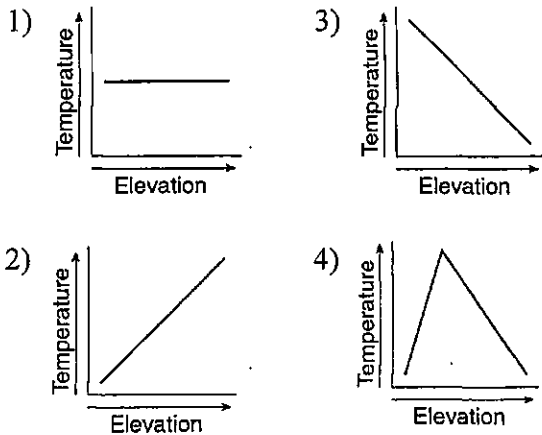 1)
Temperature
Elevation
2)
Temperature
Elevation
3)
Temperature
Elevation
4)
Temperature
Elevation